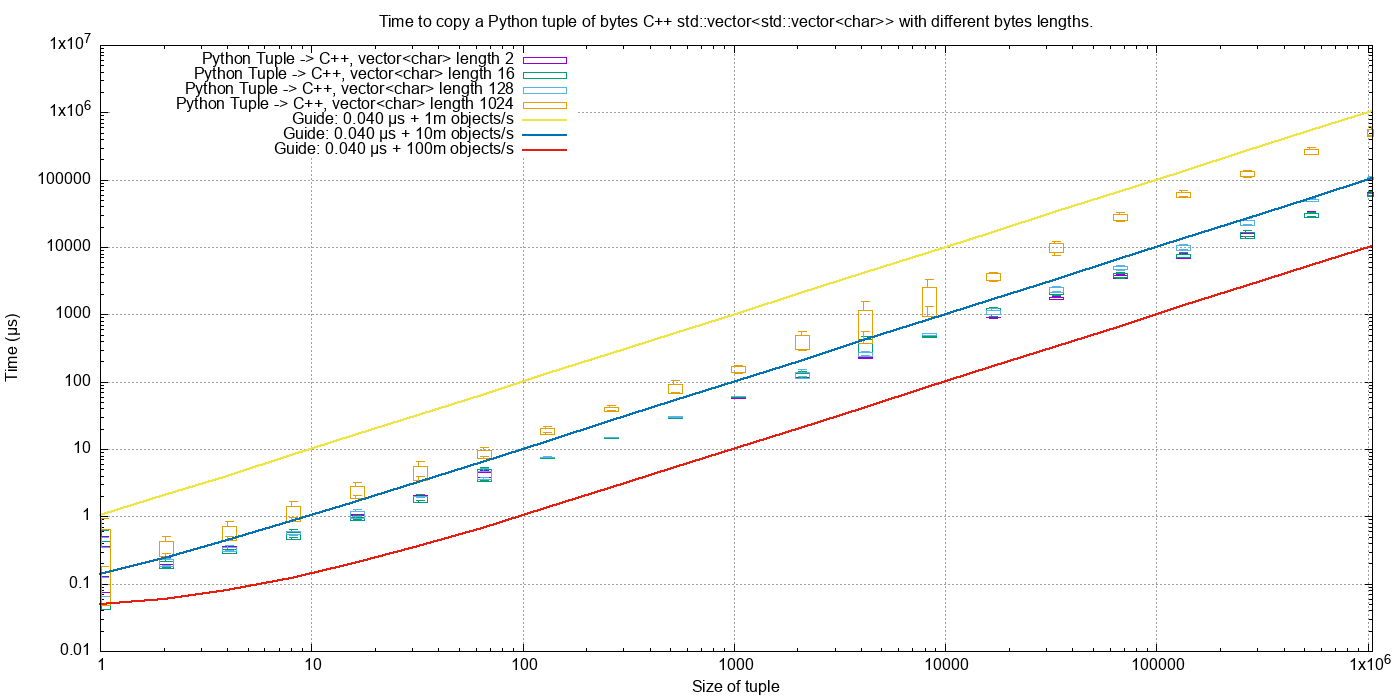 Time to copy a Python tuple of bytes C++ std::vector<std::vector<char>> with different bytes lengths.
1x10^7
1x10^6
100000
10000
1000
100
10
1
0.1
0.01
Time (µs)
Python Tuple -> C++, vector<char> length 2
Python Tuple -> C++, vector<char> length 16
Python Tuple -> C++, vector<char> length 128
Python Tuple -> C++, vector<char> length 1024
Guide: 0.040 µs + 1m objects/s
Guide: 0.040 µs + 10m objects/s
Guide: 0.040 µs + 100m objects/s
1 10 100 1000 10000 100000 1x10^6
Size of tuple